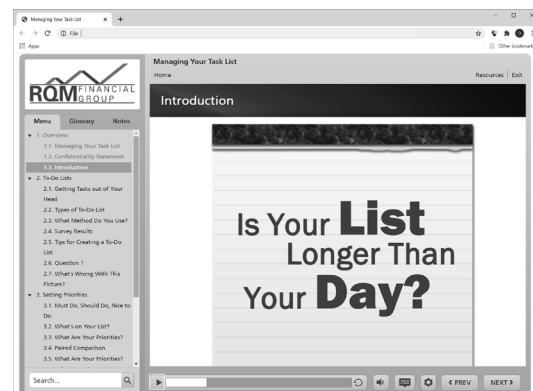 Managing Your Task List
File
Apps
Other bookmarks
RQM FINANCIAL
GROUP
Managing Your Task List
Home
Resources
Exit
Introduction
Menu
Glossary
Notes
1. Overview
1.1. Managing Your Task List
1.2. Confidentiality Statement
1.3. Introduction
2. To-Do Lists
2.1. Getting Tasks out of Your
Head
2.2. Types of To-Do List
2.3. What Method Do You Use?
2.4. Survey Results
2.5. Tips for Creating a To-Do
List
2.6. Question 1
2.7. What's Wrong With This
Picture?
3. Setting Priorities
3.1. Must Do, Should Do, Nice to
Do
3.2. What's on Your List?
3.3. What Are Your Priorities?
3.4. Paired Comparison
3.5. What Are Your Priorities?
Search...
Is Your List
Longer Than
Your Day?
< PREV
NEXT >